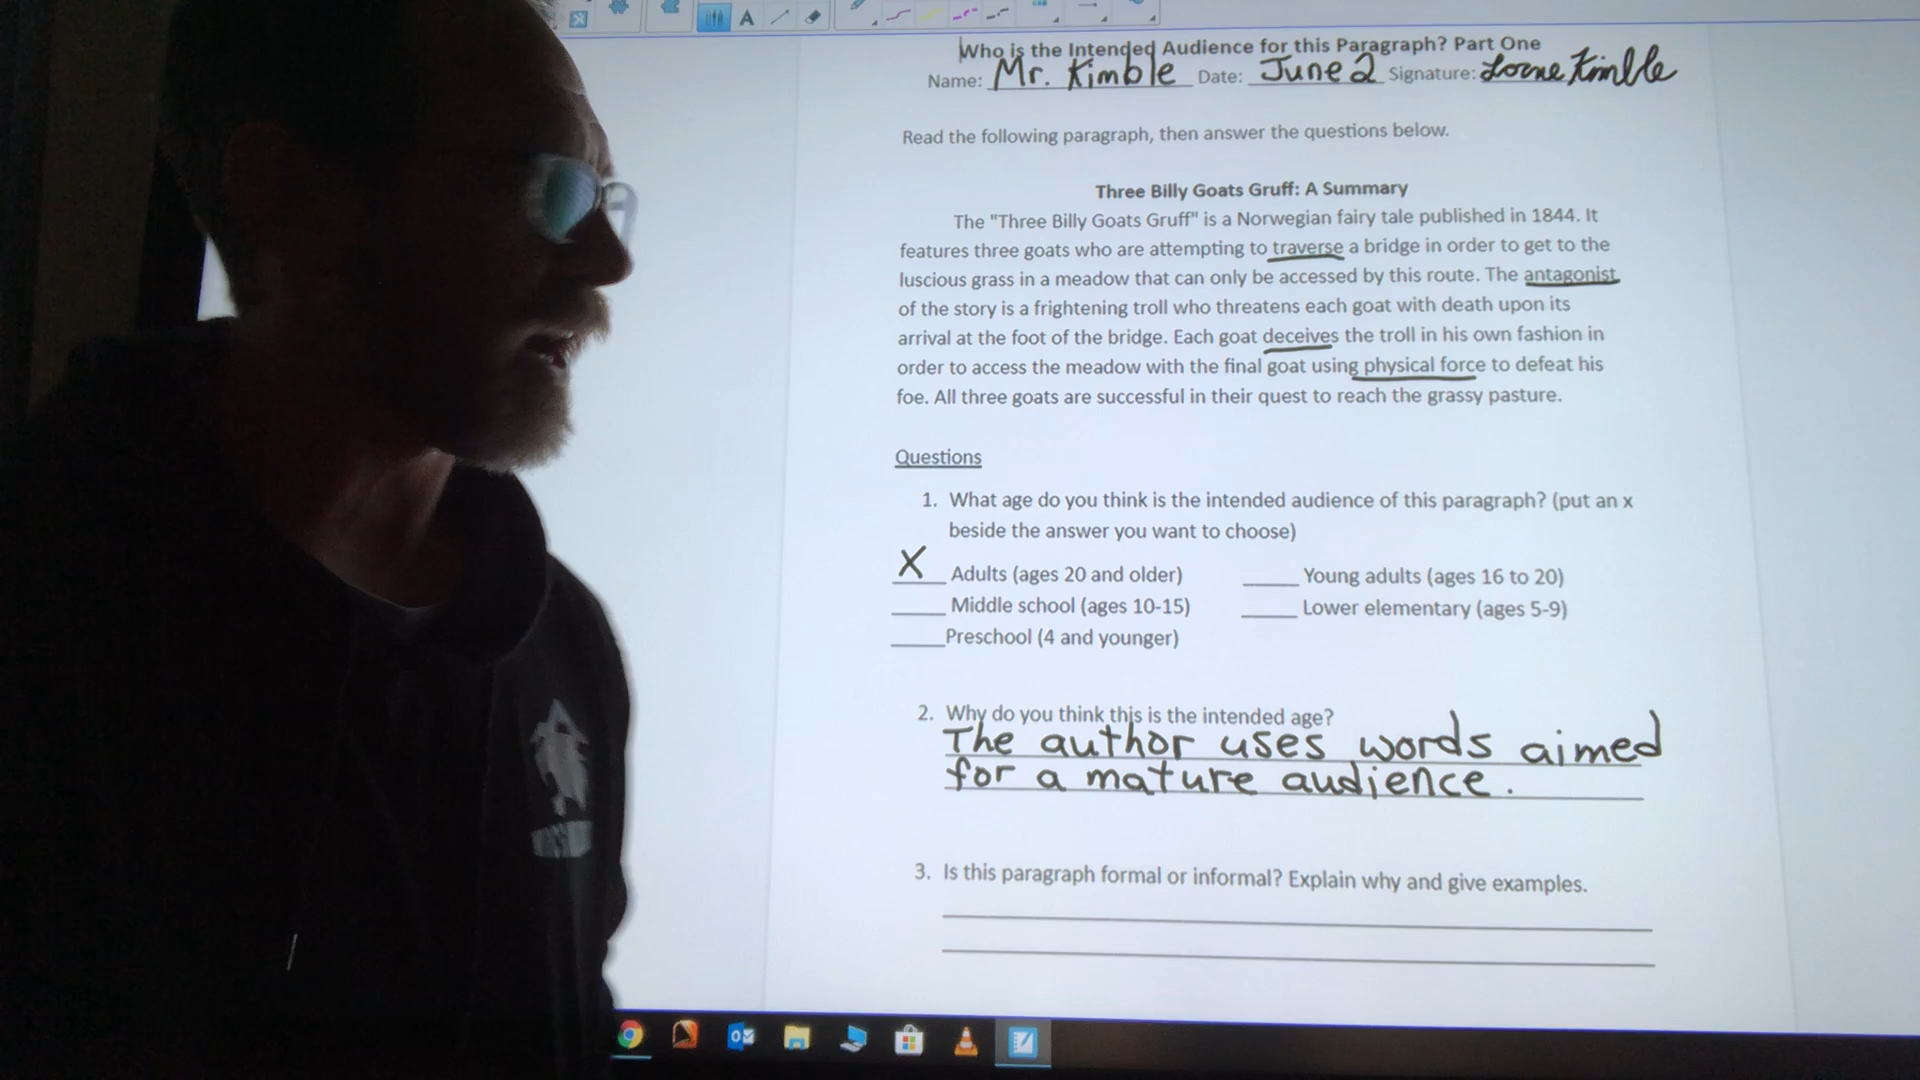 Who is the Intended Audience for this Paragraph? Part One
Name: Mr. Kimble Date: June 2 Signature: Lorne Kimble
Read the following paragraph, then answer the questions below.
Three Billy Goats Gruff: A Summary
The "Three Billy Goats Gruff" is a Norwegian fairy tale published in 1844. It
features three goats who are attempting to traverse a bridge in order to get to the
luscious grass in a meadow that can only be accessed by this route. The antagonist
of the story is a frightening troll who threatens each goat with death upon its
arrival at the foot of the bridge. Each goat deceives the troll in his own fashion in
order to access the meadow with the final goat using physical force to defeat his
foe. All three goats are successful in their quest to reach the grassy pasture.
Questions
1. What age do you think is the intended audience of this paragraph? (put an x
beside the answer you want to choose)
X Adults (ages 20 and older) Young adults (ages 16 to 20)
Middle school (ages 10-15) Lower elementary (ages 5-9)
Preschool (4 and younger)
2. Why do you think this is the intended age?
The author uses words aimed
for a mature audience.
3. Is this paragraph formal or informal? Explain why and give examples.